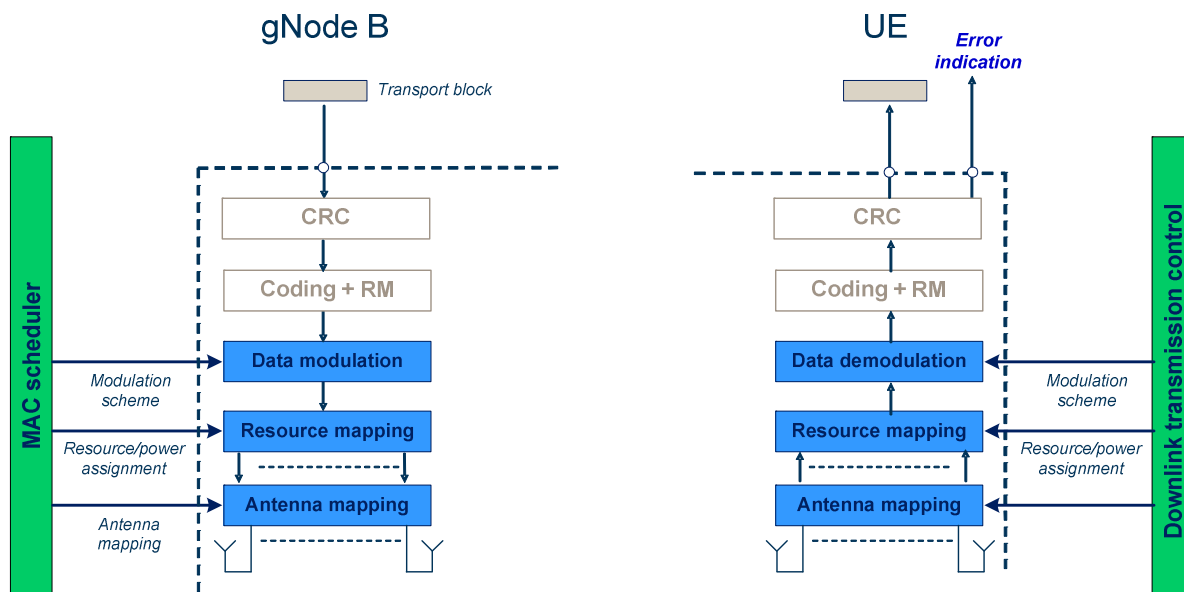 gNode B
UE
Error
indication
Transport block
MAC scheduler
CRC
Coding + RM
Data modulation
Modulation
scheme
Resource mapping
Resource/power
assignment
Antenna mapping
Antenna
mapping
CRC
Coding + RM
Data demodulation
Modulation
scheme
Resource mapping
Resource/power
assignment
Antenna mapping
Downlink transmission control